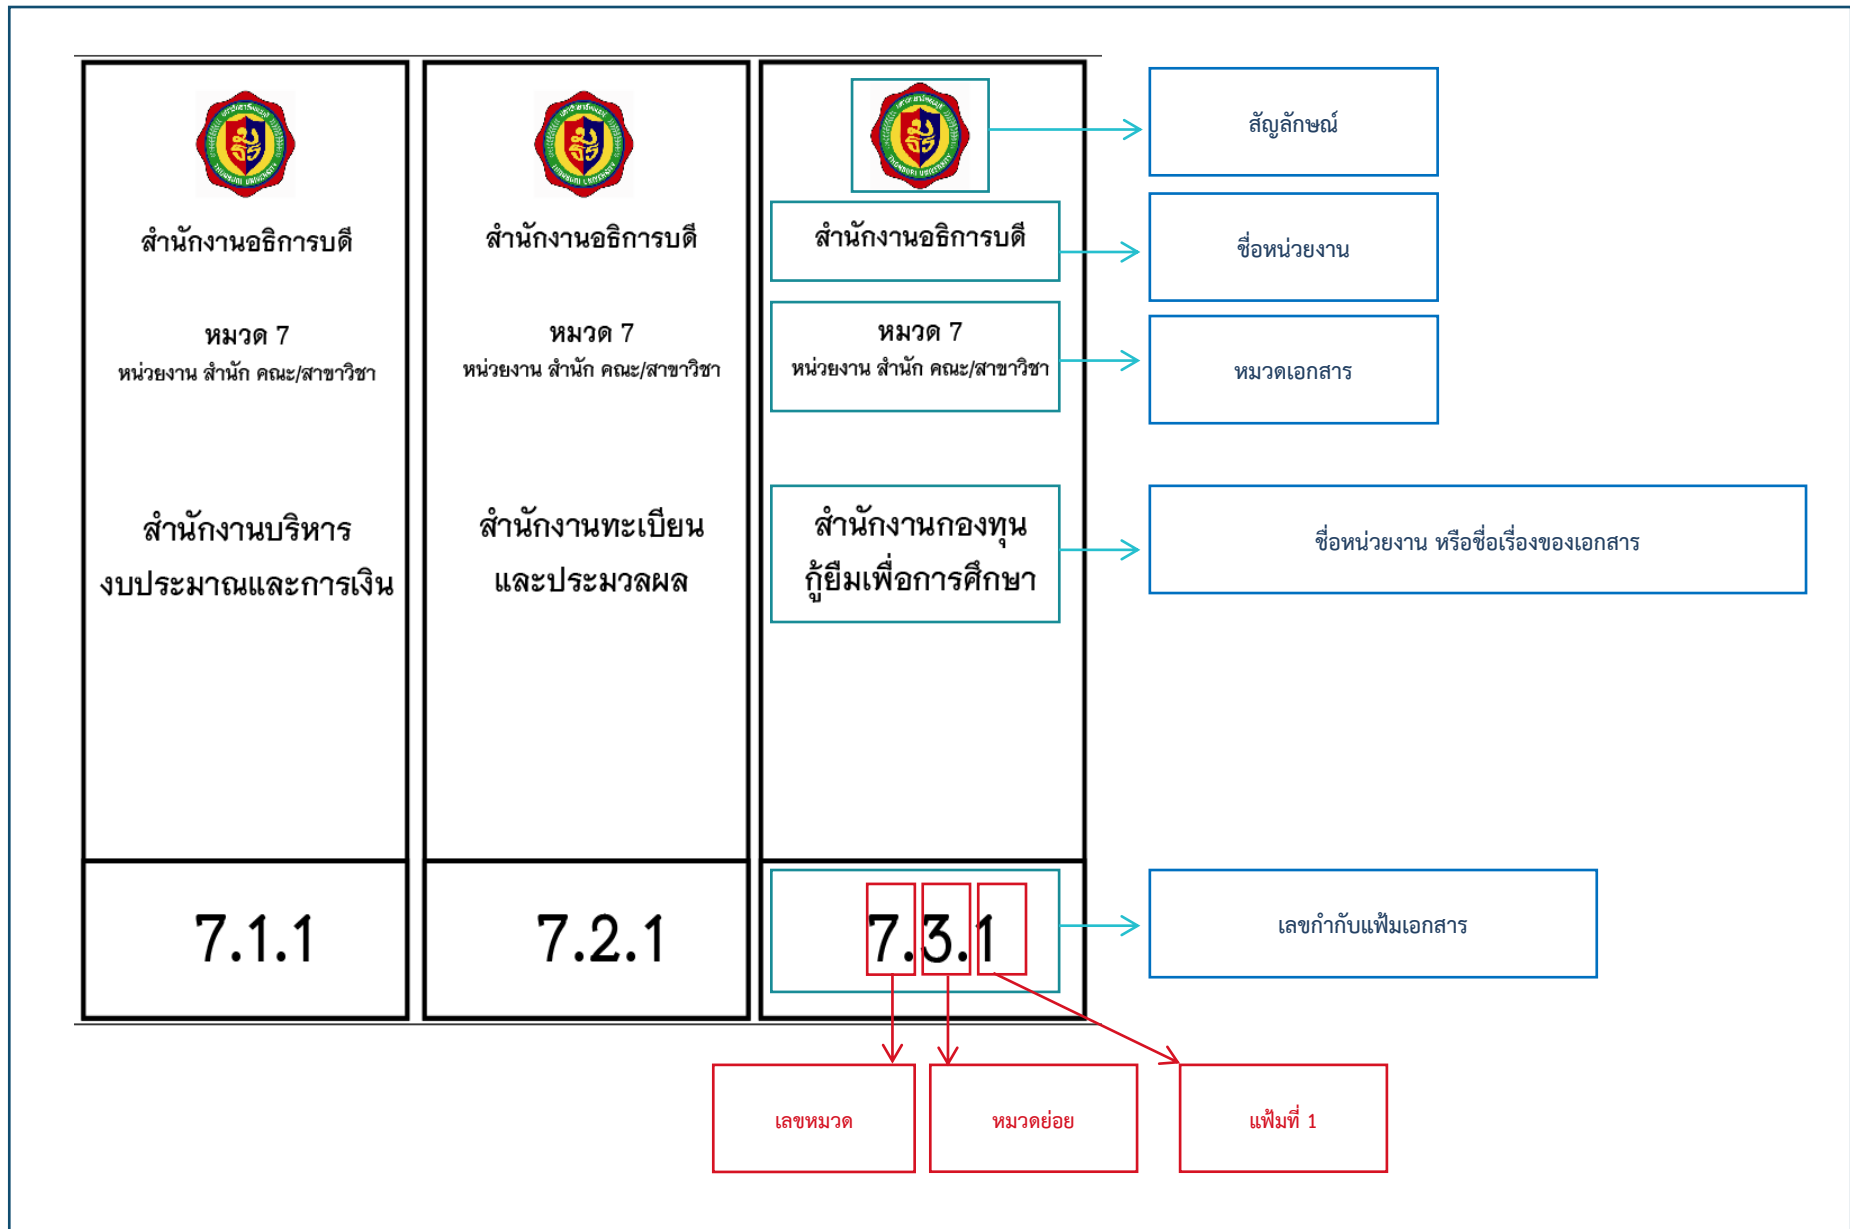 สำนักงานอธิการบดี
หมวด 7
หน่วยงาน สำนัก คณะ/สาขาวิชา
สำนักงานบริหาร
งบประมาณและการเงิน
7.1.1
สำนักงานอธิการบดี
หมวด 7
หน่วยงาน สำนัก คณะ/สาขาวิชา
สำนักงานทะเบียน
และประมวลผล
7.2.1
THONBURI UNIVERSITY
สำนักงานอธิการบดี
หมวด 7
หน่วยงาน สำนัก คณะ/สาขาวิชา
สำนักงานกองทุน
กู้ยืมเพื่อการศึกษา
7.3.1
สัญลักษณ์
ชื่อหน่วยงาน
หมวดเอกสาร
ชื่อหน่วยงาน หรือชื่อเรื่องของเอกสาร
เลขกำกับแฟ้มเอกสาร
เลขหมวด
หมวดย่อย
แฟ้มที่ 1